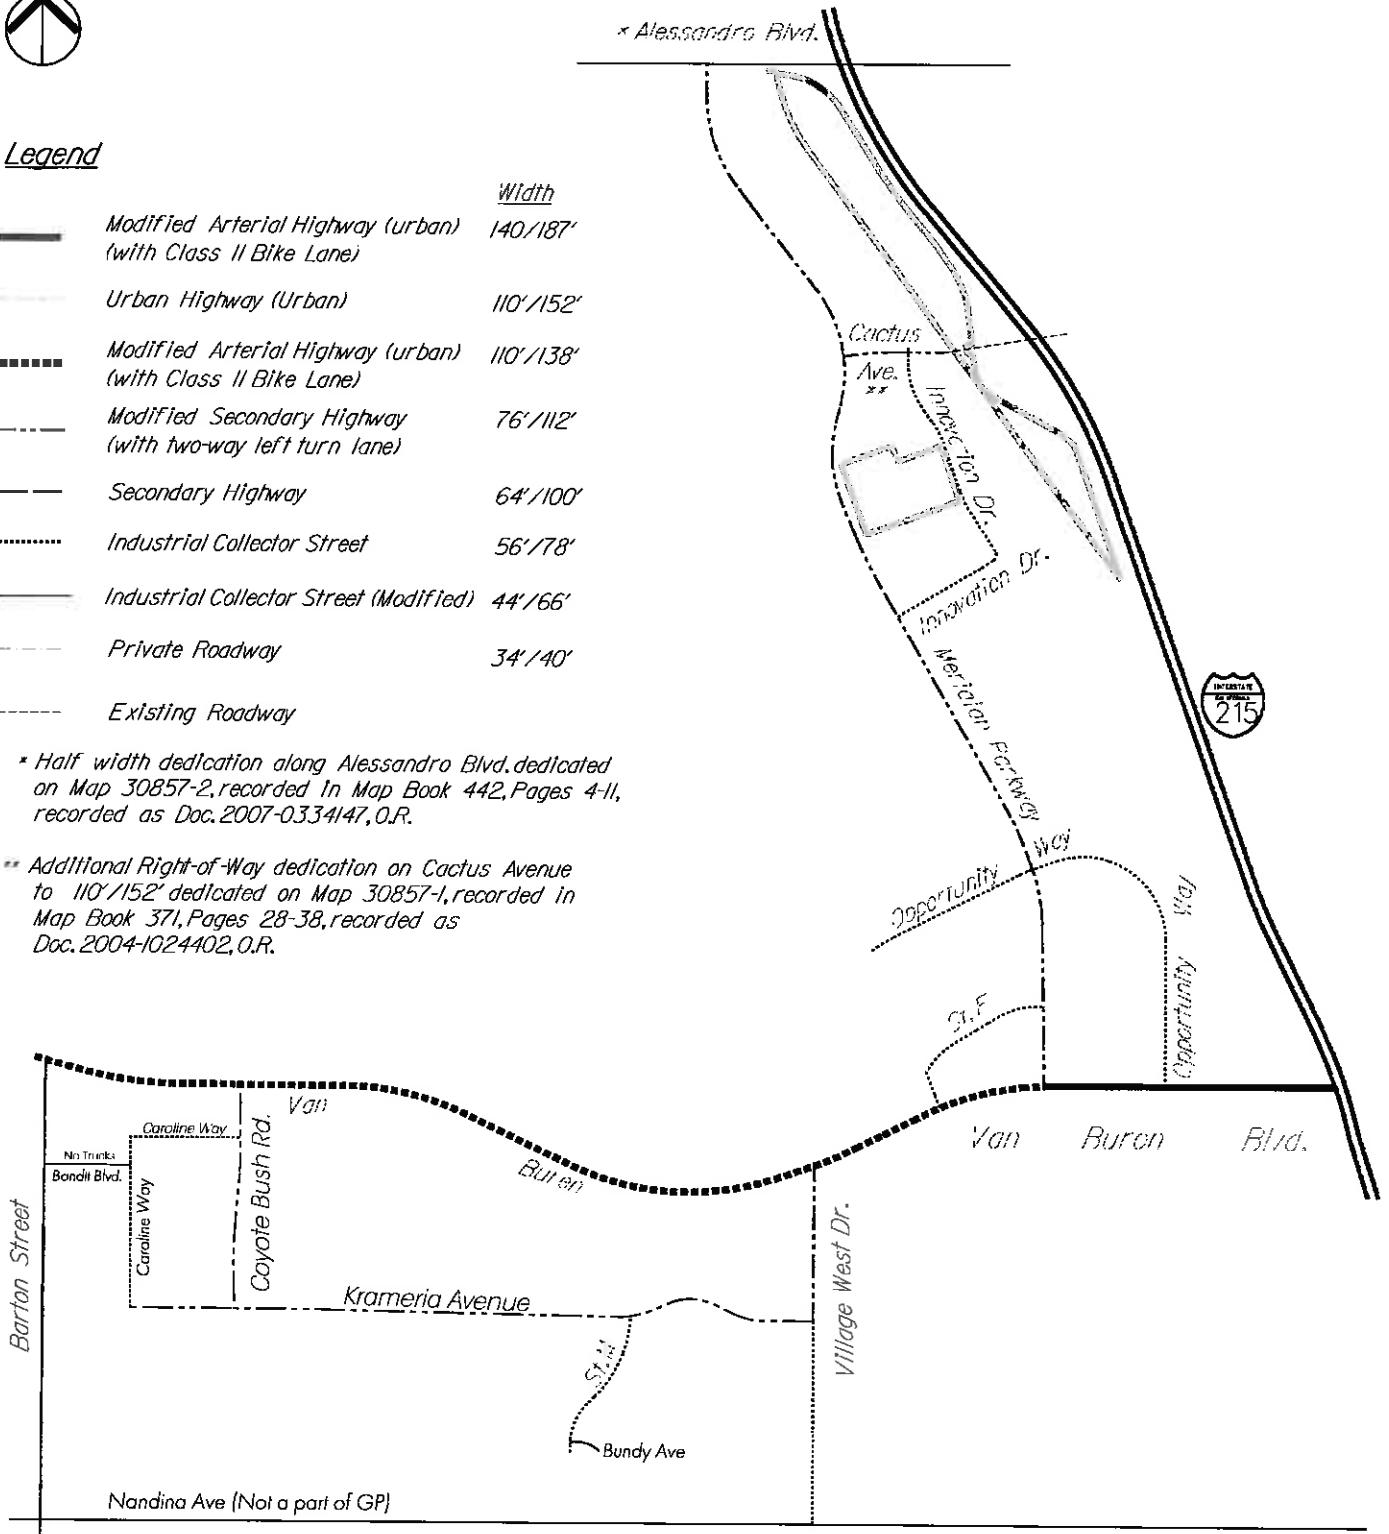 * Alessandro Blvd.
Legend
Width
Modified Arterial Highway (urban) 140/187'
(with Class II Bike Lane)
Urban Highway (Urban) 110'/152'
Modified Arterial Highway (urban) 110'/138'
(with Class II Bike Lane)
Modified Secondary Highway 76'/112'
(with two-way left turn lane)
Secondary Highway 64'/100'
Industrial Collector Street 56'/78'
Industrial Collector Street (Modified) 44'/66'
Private Roadway 34'/40'
Existing Roadway
* Half width dedication along Alessandro Blvd. dedicated
on Map 30857-2, recorded in Map Book 442, Pages 4-11,
recorded as Doc. 2007-0334147, O.R.
** Additional Right-of-Way dedication on Cactus Avenue
to 110'/152' dedicated on Map 30857-1, recorded in
Map Book 371, Pages 28-38, recorded as
Doc. 2004-1024402, O.R.
Cactus
Ave.
**
Innovation Dr.
Innovation Dr.
Meridian Parkway
INTERSTATE
215
Opportunity Way
Opportunity Way
St. F
Van Buren
Van Buren Blvd.
Caroline Way
No Trucks
Bandit Blvd.
Caroline Way
Coyote Bush Rd.
Barton Street
Krameria Avenue
Village West Dr.
Bundy Ave
Nandina Ave (Not a part of GP)